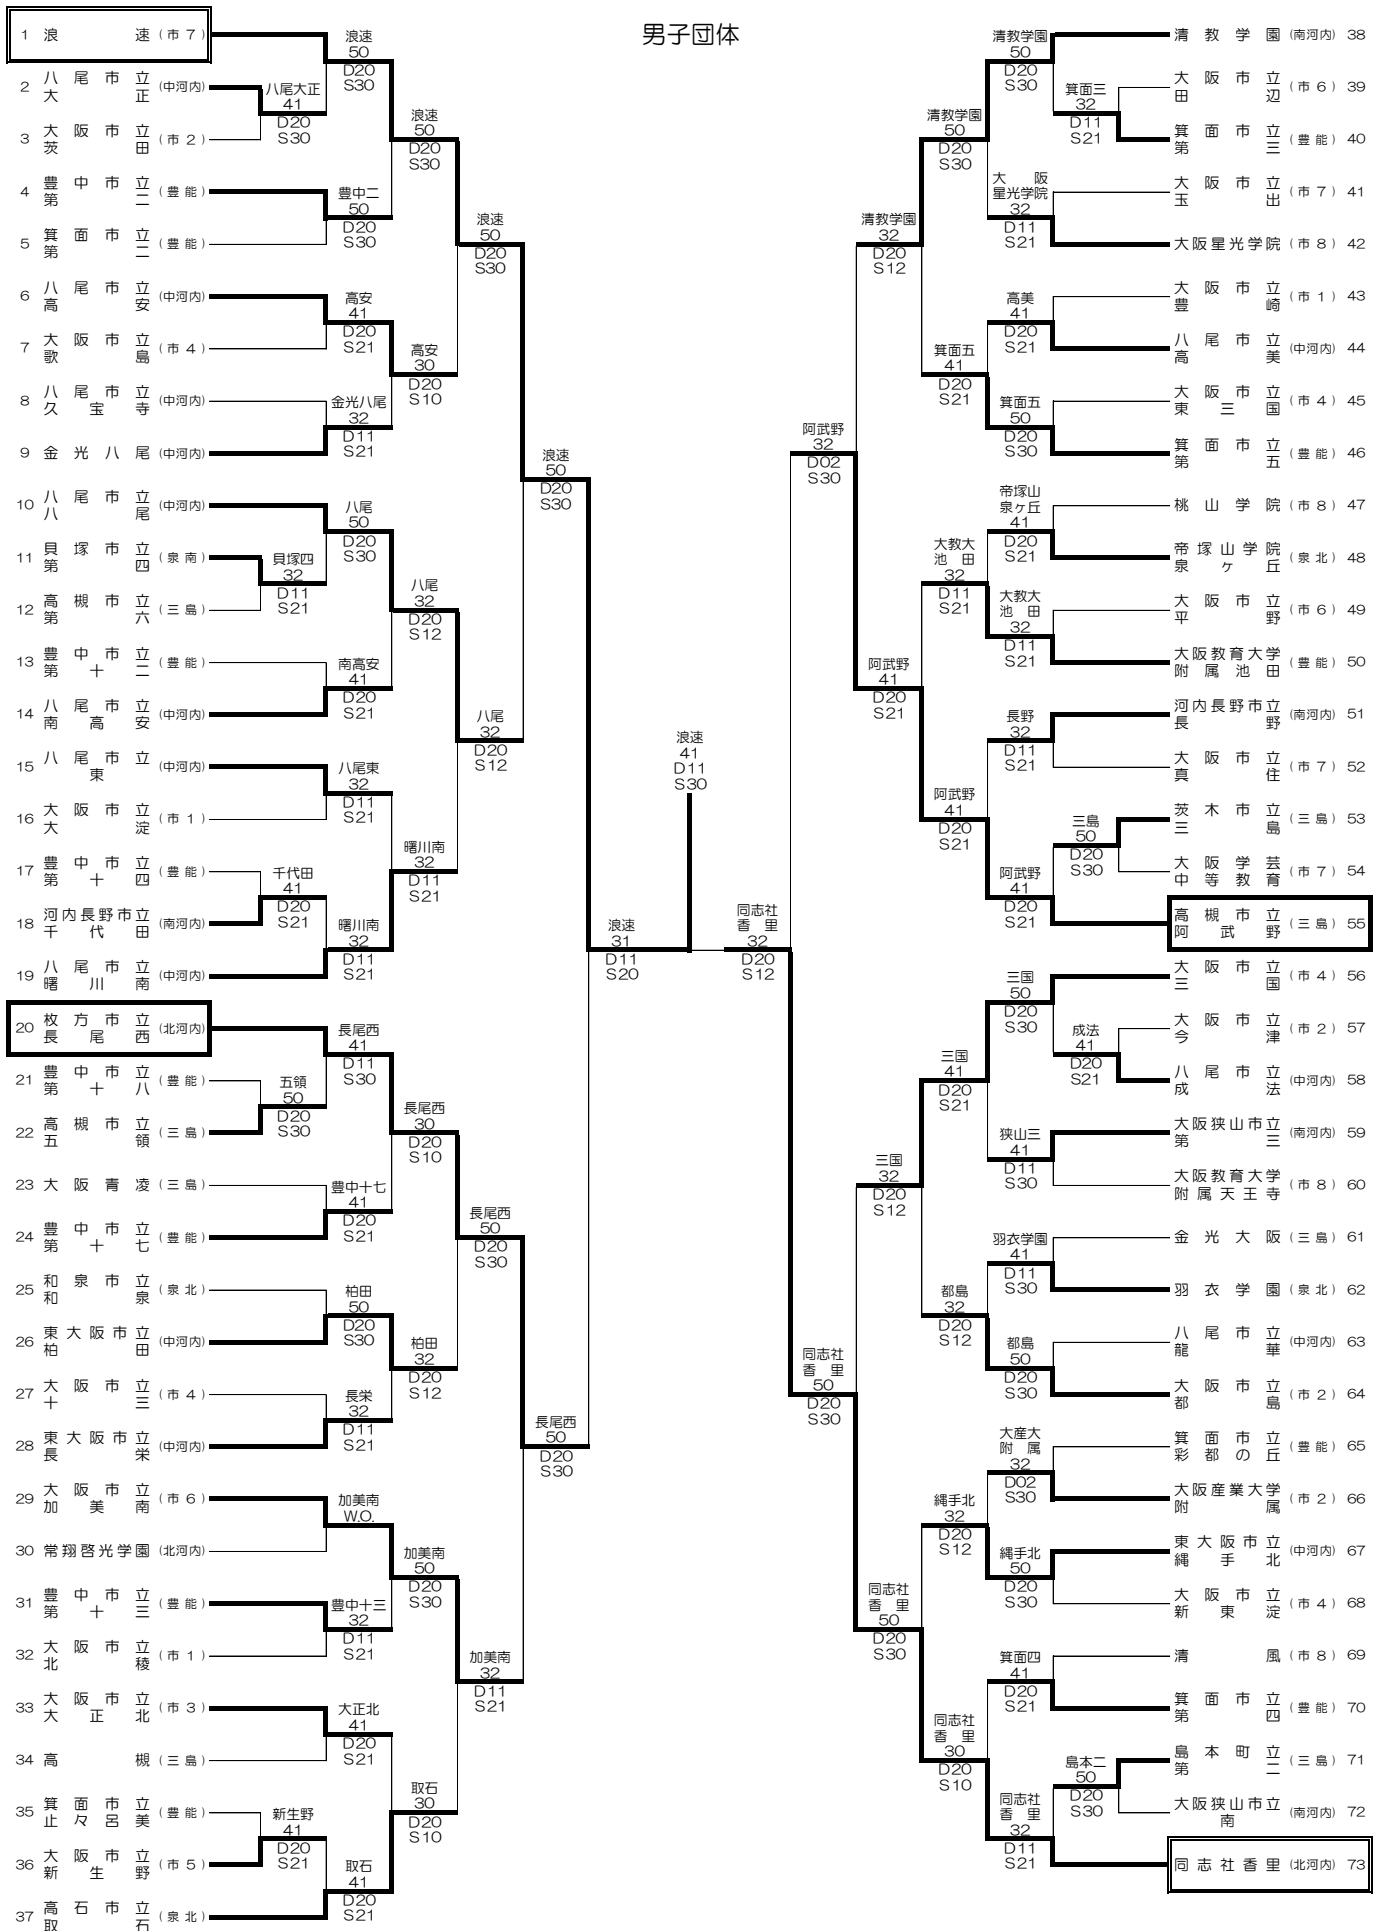 男子団体
1 浪速 (市7)
2 八尾市立大正 (中河内)
3 大阪市立茨田 (市2)
4 豊中市立第二 (豊能)
5 箕面市立第二 (豊能)
6 八尾市立高安 (中河内)
7 大阪市立歌島 (市4)
8 八尾市立久宝寺 (中河内)
9 金光八尾 (中河内)
10 八尾市立八尾 (中河内)
11 貝塚市立第四 (泉南)
12 高槻市立第六 (三島)
13 豊中市立第十二 (豊能)
14 八尾市立南高安 (中河内)
15 八尾市立東 (中河内)
16 大阪市立大淀 (市1)
17 豊中市立第十四 (豊能)
18 河内長野市立千代田 (南河内)
19 八尾市立曙川南 (中河内)
20 枚方市立長尾西 (北河内)
21 豊中市立第十八 (豊能)
22 高槻市立五領 (三島)
23 大阪青凌 (三島)
24 豊中市立第十七 (豊能)
25 和泉市立和泉 (泉北)
26 東大阪市立柏田 (中河内)
27 大阪市立十三 (市4)
28 東大阪市立長栄 (中河内)
29 大阪市立加美南 (市6)
30 常翔啓光学園 (北河内)
31 豊中市立第十三 (豊能)
32 大阪市立北稜 (市1)
33 大阪市立大正北 (市3)
34 高槻 (三島)
35 箕面市立止々呂美 (豊能)
36 大阪市立新生野 (市5)
37 高石市立取石 (泉北)
八尾大正 41 D20 S30
貝塚四 32 D11 S21
千代田 41 D20 S21
五領 50 D20 S30
新生野 41 D20 S21
浪速 50 D20 S30
豊中二 50 D20 S30
高安 41 D20 S21
金光八尾 32 D11 S21
八尾 50 D20 S30
南高安 41 D20 S21
八尾東 32 D11 S21
曙川南 32 D11 S21
長尾西 41 D11 S30
豊中十七 41 D20 S21
柏田 50 D20 S30
長栄 32 D11 S21
加美南 W.O.
豊中十三 32 D11 S21
大正北 41 D20 S21
取石 41 D20 S21
浪速 50 D20 S30
高安 30 D20 S10
八尾 32 D20 S12
曙川南 32 D11 S21
長尾西 30 D20 S10
柏田 32 D20 S12
加美南 50 D20 S30
取石 30 D20 S10
浪速 50 D20 S30
八尾 32 D20 S12
長尾西 50 D20 S30
加美南 32 D11 S21
浪速 50 D20 S30
長尾西 50 D20 S30
浪速 31 D11 S20
浪速 41 D11 S30
同志社香里 32 D20 S12
阿武野 32 D02 S30
同志社香里 50 D20 S30
清教学園 32 D20 S12
阿武野 41 D20 S21
三国 32 D20 S12
同志社香里 50 D20 S30
清教学園 50 D20 S30
箕面五 41 D20 S21
大教大池田 32 D11 S21
阿武野 41 D20 S21
三国 41 D20 S21
都島 32 D20 S12
縄手北 32 D20 S12
同志社香里 30 D20 S10
清教学園 50 D20 S30
大阪星光学院 32 D11 S21
高美 41 D20 S21
箕面五 50 D20 S30
帝塚山泉ヶ丘 41 D20 S21
大教大池田 32 D11 S21
長野 32 D11 S21
阿武野 41 D20 S21
三国 50 D20 S30
狭山三 41 D11 S30
羽衣学園 41 D11 S30
都島 50 D20 S30
大産大附属 32 D02 S30
縄手北 50 D20 S30
箕面四 41 D20 S21
同志社香里 32 D11 S21
箕面三 32 D11 S21
三島 50 D20 S30
成法 41 D20 S21
島本二 50 D20 S30
清教学園 (南河内) 38
大阪市立田辺 (市6) 39
箕面市立第三 (豊能) 40
大阪市立玉出 (市7) 41
大阪星光学院 (市8) 42
大阪市立豊崎 (市1) 43
八尾市立高美 (中河内) 44
大阪市立東三国 (市4) 45
箕面市立第五 (豊能) 46
桃山学院 (市8) 47
帝塚山学院泉ヶ丘 (泉北) 48
大阪市立平野 (市6) 49
大阪教育大学附属池田 (豊能) 50
河内長野市立長野 (南河内) 51
大阪市立真住 (市7) 52
茨木市立三島 (三島) 53
大阪学芸中等教育 (市7) 54
高槻市立阿武野 (三島) 55
大阪市立三国 (市4) 56
大阪市立今津 (市2) 57
八尾市立成法 (中河内) 58
大阪狭山市立第三 (南河内) 59
大阪教育大学附属天王寺 (市8) 60
金光大阪 (三島) 61
羽衣学園 (泉北) 62
八尾市立龍華 (中河内) 63
大阪市立都島 (市2) 64
箕面市立彩都の丘 (豊能) 65
大阪産業大学附属 (市2) 66
東大阪市立縄手北 (中河内) 67
大阪市立新東淀 (市4) 68
清風 (市8) 69
箕面市立第四 (豊能) 70
島本町立第二 (三島) 71
大阪狭山市立南 (南河内) 72
同志社香里 (北河内) 73